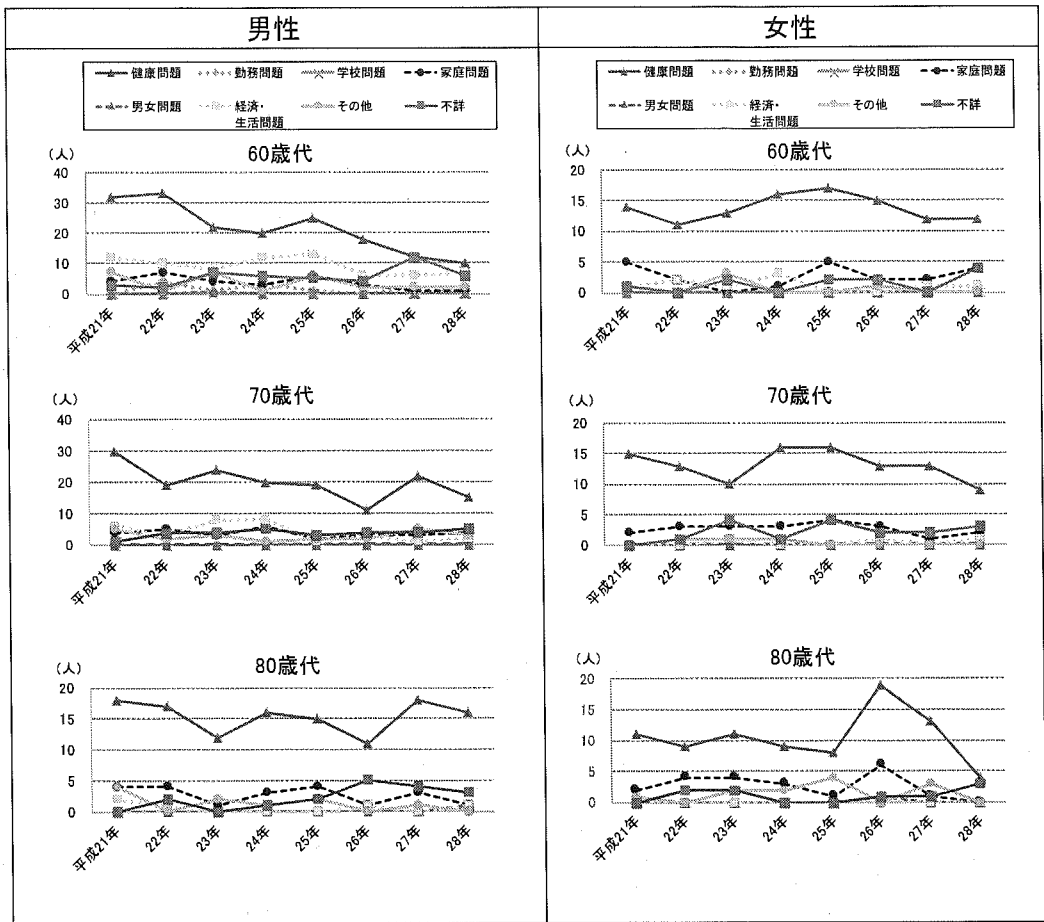 男性
健康問題 勤務問題 学校問題 家庭問題
男女問題 経済・生活問題 その他 不詳
(人) 60歳代
40
30
20
10
0
平成21年 22年 23年 24年 25年 26年 27年 28年
(人) 70歳代
40
30
20
10
0
平成21年 22年 23年 24年 25年 26年 27年 28年
(人) 80歳代
20
15
10
5
0
平成21年 22年 23年 24年 25年 26年 27年 28年
女性
健康問題 勤務問題 学校問題 家庭問題
男女問題 経済・生活問題 その他 不詳
(人) 60歳代
20
15
10
5
0
平成21年 22年 23年 24年 25年 26年 27年 28年
(人) 70歳代
20
15
10
5
0
平成21年 22年 23年 24年 25年 26年 27年 28年
(人) 80歳代
20
15
10
5
0
平成21年 22年 23年 24年 25年 26年 27年 28年